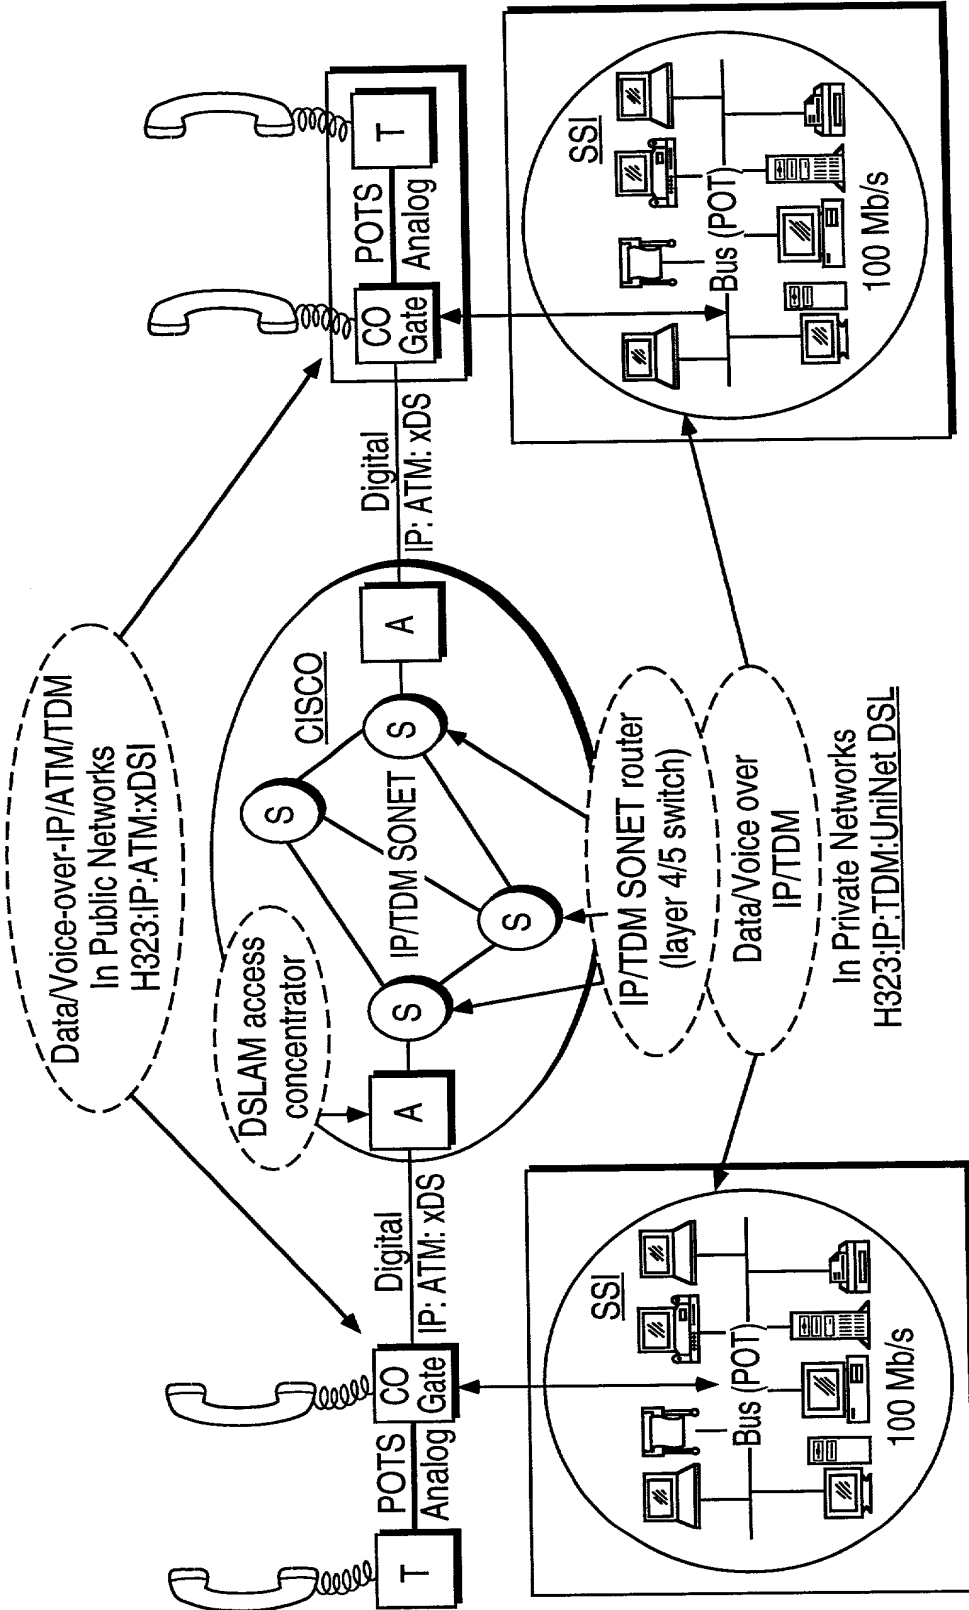 Data/Voice-over-IP/ATM/TDM
In Public Networks
H323:IP:ATM:xDSI
DSLAM access
concentrator
CISCO
T
POTS
Analog
CO
Gate
Digital
IP: ATM: xDS
A
S
S
IP/TDM SONET
S
S
A
Digital
IP: ATM: xDS
CO
Gate
POTS
Analog
T
IP/TDM SONET router
(layer 4/5 switch)
Data/Voice over
IP/TDM
In Private Networks
H323:IP:TDM:UniNet DSL
SSI
Bus (POT)
100 Mb/s
SSI
Bus (POT)
100 Mb/s